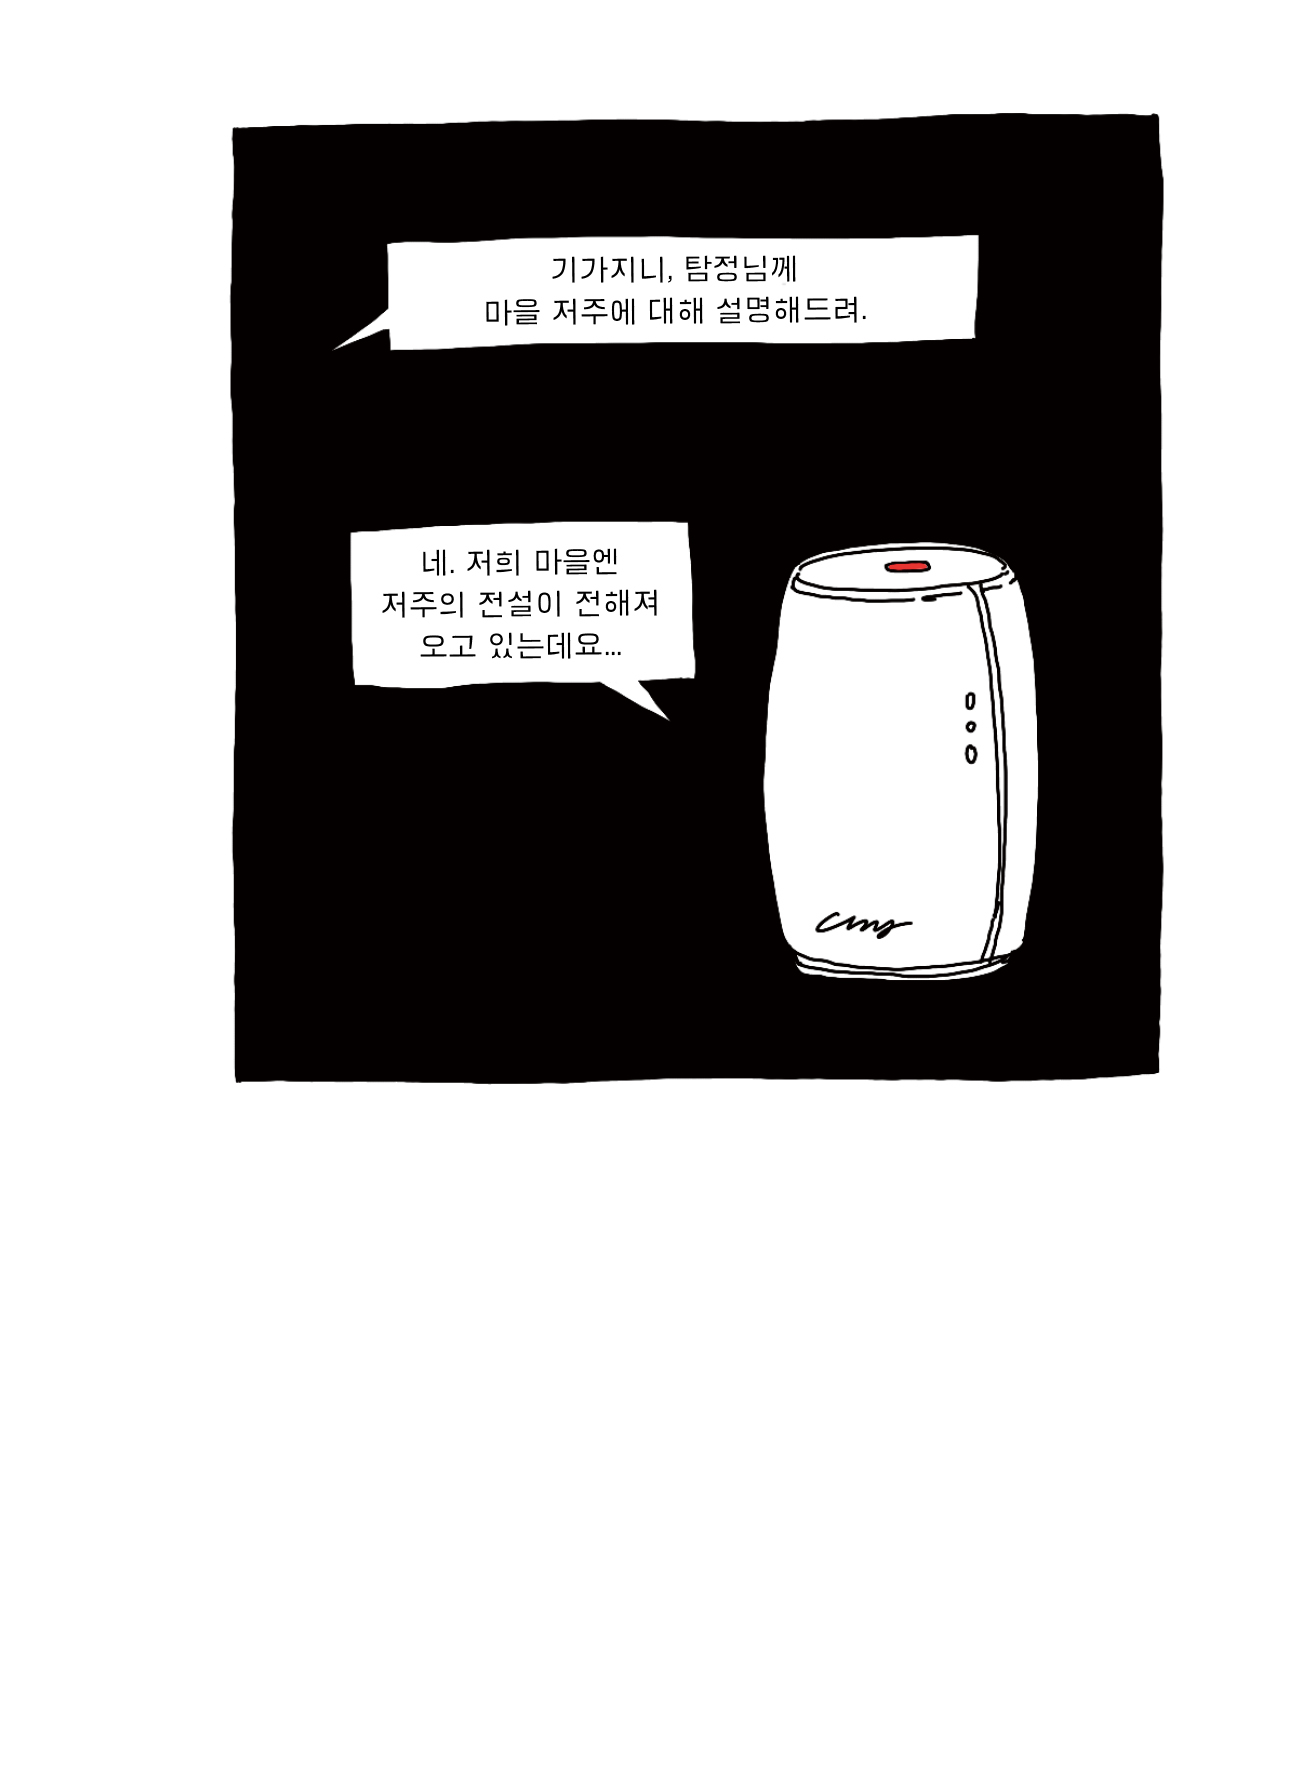 기가지니, 탐정님께
마을 저주에 대해 설명해드려.
네. 저희 마을엔
저주의 전설이 전해져
오고 있는데요...